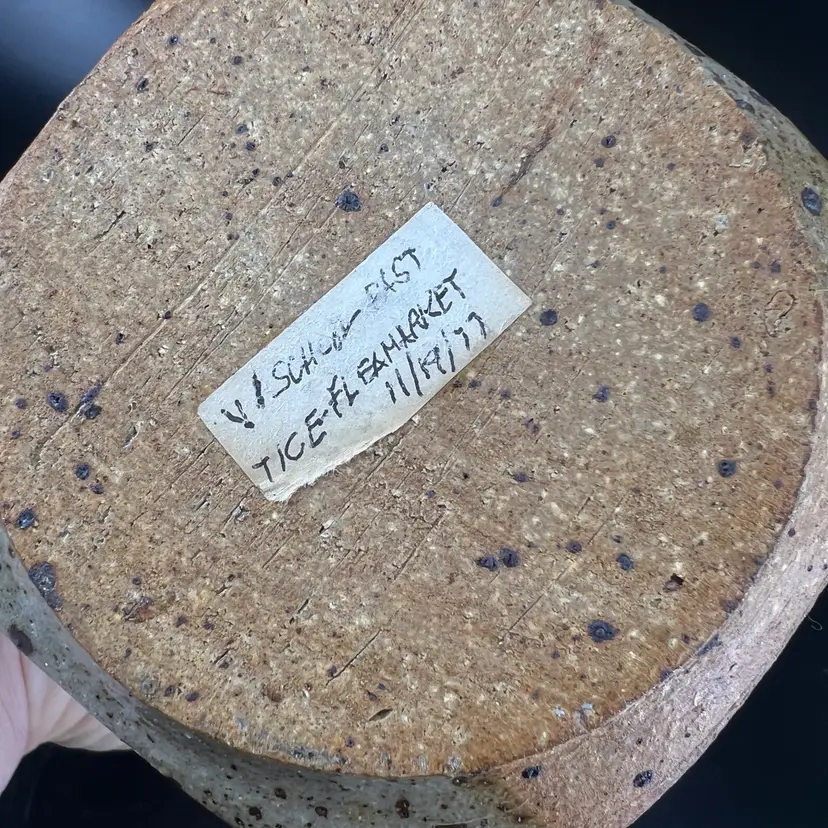 V/SCHOOL EAST
TICE-FLEAMARKET
11/19/77